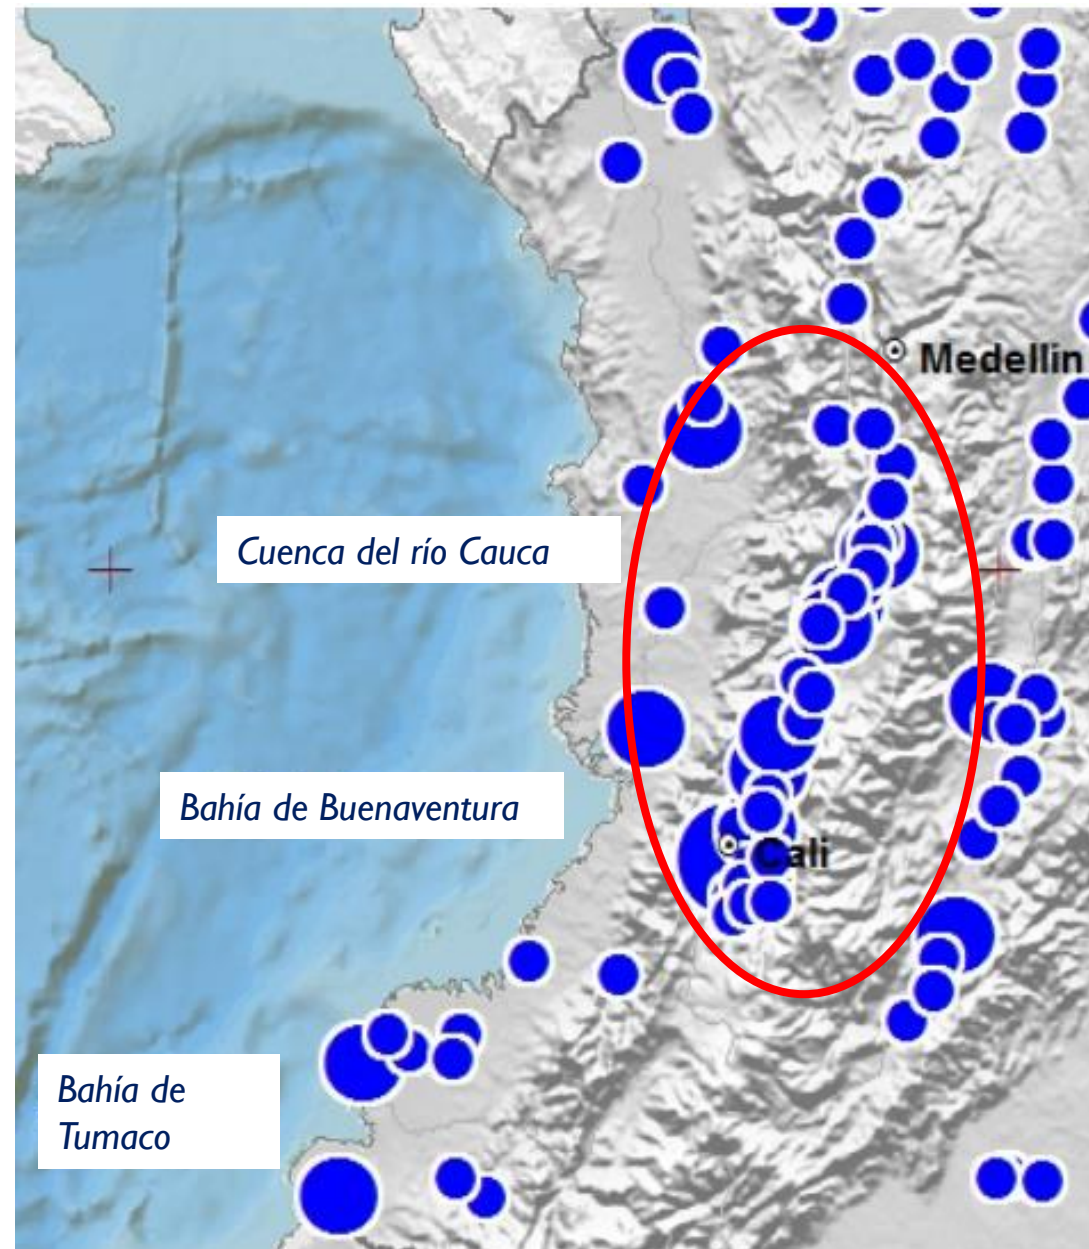 Medellin
Cuenca del río Cauca
Bahía de Buenaventura
Cali
Bahía de
Tumaco